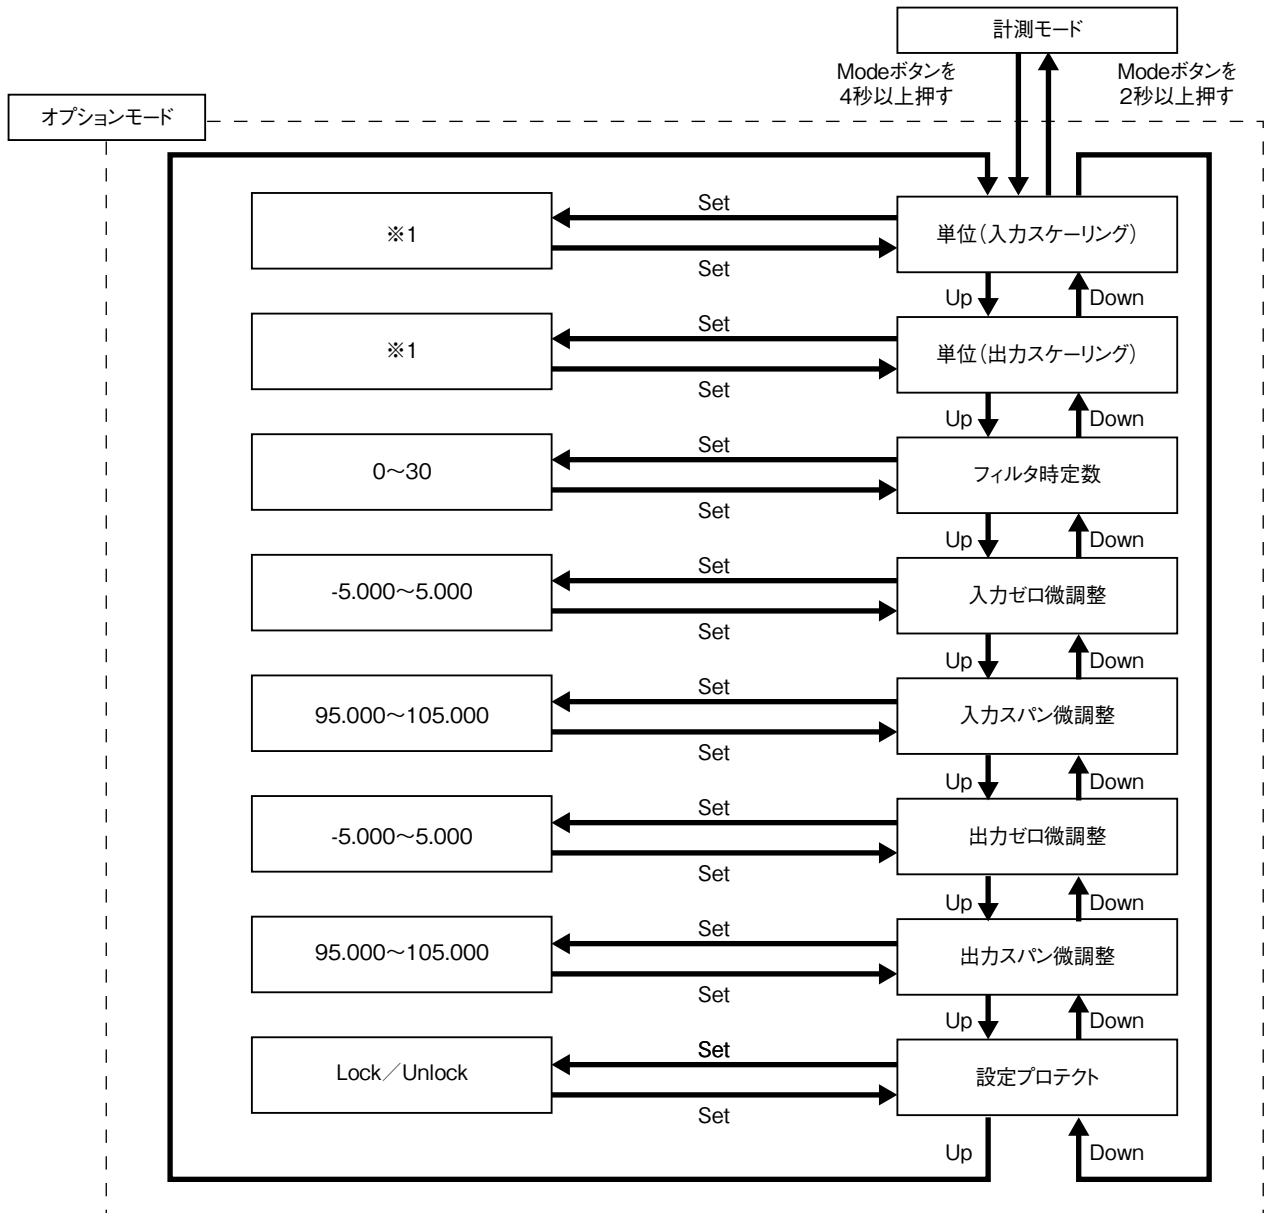 計測モード
Modeボタンを
4秒以上押す
Modeボタンを
2秒以上押す
オプションモード
Set
※1
単位(入力スケーリング)
Set
Up
Down
Set
※1
単位(出力スケーリング)
Set
Up
Down
Set
0〜30
フィルタ時定数
Set
Up
Down
Set
-5.000〜5.000
入力ゼロ微調整
Set
Up
Down
Set
95.000〜105.000
入力スパン微調整
Set
Up
Down
Set
-5.000〜5.000
出力ゼロ微調整
Set
Up
Down
Set
95.000〜105.000
出力スパン微調整
Set
Up
Down
Set
Lock／Unlock
設定プロテクト
Set
Up
Down